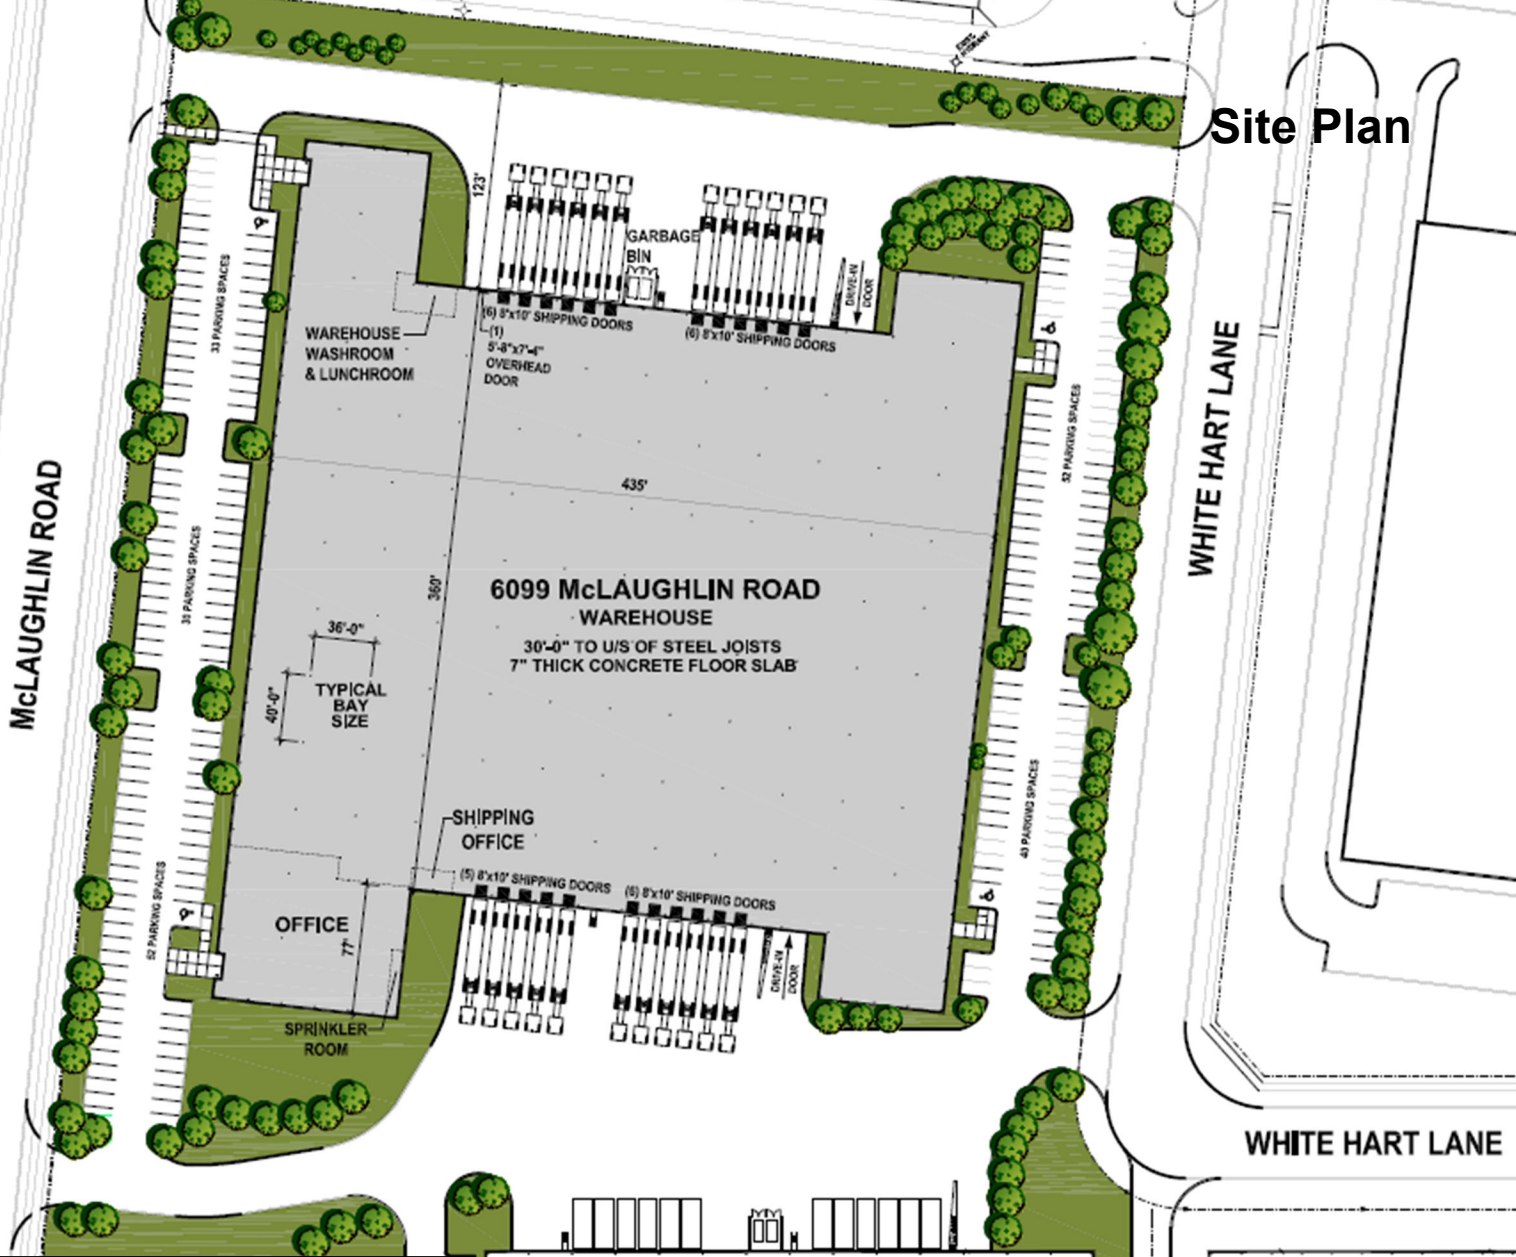 Site Plan
EXIST.
HYDRANT
123'
GARBAGE
BIN
DRIVE-IN
DOOR
33 PARKING SPACES
(6) 8'x10' SHIPPING DOORS
(6) 8'x10' SHIPPING DOORS
(1)
5'-8"x7'-4"
OVERHEAD
DOOR
WAREHOUSE
WASHROOM
& LUNCHROOM
52 PARKING SPACES
WHITE HART LANE
McLAUGHLIN ROAD
435'
360'
6099 McLAUGHLIN ROAD
WAREHOUSE
30'-0" TO U/S OF STEEL JOISTS
7" THICK CONCRETE FLOOR SLAB
36'-0"
40'-0"
TYPICAL
BAY
SIZE
PARKING SPACES
PARKING SPACES
SHIPPING
OFFICE
(5) 8'x10' SHIPPING DOORS
(6) 8'x10' SHIPPING DOORS
52 PARKING SPACES
OFFICE
77'
DRIVE-IN
DOOR
SPRINKLER
ROOM
WHITE HART LANE